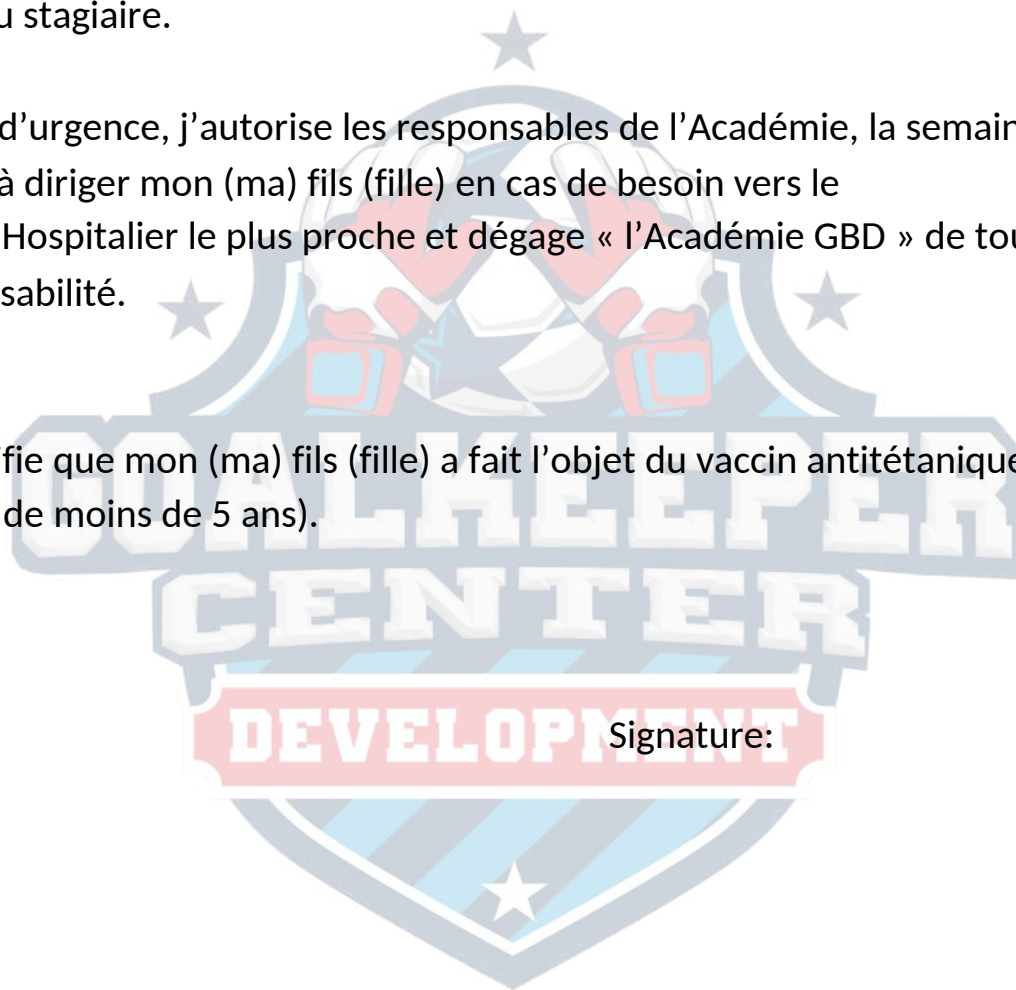 u stagiaire.
d’urgence, j’autorise les responsables de l’Académie, la semain
à diriger mon (ma) fils (fille) en cas de besoin vers le
Hospitalier le plus proche et dégage « l’Académie GBD » de tou
sabilité.
fie que mon (ma) fils (fille) a fait l’objet du vaccin antitétanique
de moins de 5 ans).
GOALKEEPER
CENTER
DEVELOPMENT
Signature: